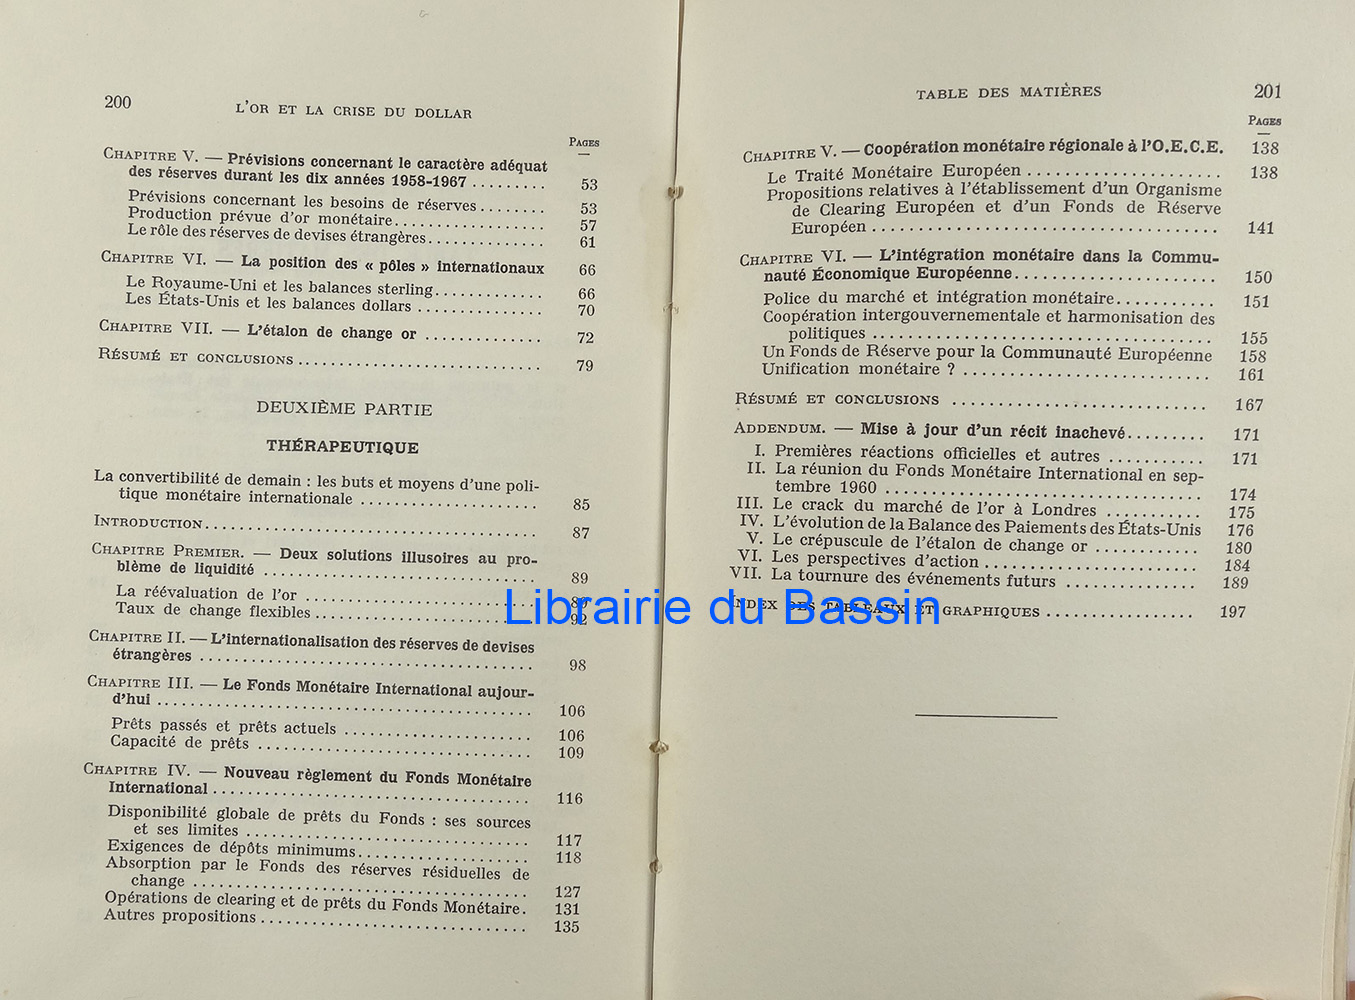 200
L'OR ET LA CRISE DU DOLLAR
PAGES
CHAPITRE V. — Prévisions concernant le caractère adéquat
des réserves durant les dix années 1958-1967 ......... 53
Prévisions concernant les besoins de réserves ........ 53
Production prévue d'or monétaire.................. 57
Le rôle des réserves de devises étrangères.............. 61
CHAPITRE VI. — La position des « pôles » internationaux 66
Le Royaume-Uni et les balances sterling............. 66
Les États-Unis et les balances dollars ............... 70
CHAPITRE VII. — L'étalon de change or .............. 72
RÉSUMÉ ET CONCLUSIONS ............................. 79
DEUXIÈME PARTIE
THÉRAPEUTIQUE
La convertibilité de demain : les buts et moyens d'une poli-
tique monétaire internationale ..................... 85
INTRODUCTION....................................... 87
CHAPITRE PREMIER. — Deux solutions illusoires au pro-
blème de liquidité ................................ 89
La réévaluation de l'or ........................... 89
Taux de change flexibles .......................... 92
CHAPITRE II. — L'internationalisation des réserves de devises
étrangères ....................................... 98
CHAPITRE III. — Le Fonds Monétaire International aujour-
d'hui ............................................ 106
Prêts passés et prêts actuels ...................... 106
Capacité de prêts ................................ 109
CHAPITRE IV. — Nouveau règlement du Fonds Monétaire
International ..................................... 116
Disponibilité globale de prêts du Fonds : ses sources
et ses limites ................................. 117
Exigences de dépôts minimums.................... 118
Absorption par le Fonds des réserves résiduelles de
change ....................................... 127
Opérations de clearing et de prêts du Fonds Monétaire. 131
Autres propositions ............................... 135
TABLE DES MATIÈRES
201
PAGES
CHAPITRE V. — Coopération monétaire régionale à l'O.E.C.E. 138
Le Traité Monétaire Européen ....................... 138
Propositions relatives à l'établissement d'un Organisme
de Clearing Européen et d'un Fonds de Réserve
Européen ........................................ 141
CHAPITRE VI. — L'intégration monétaire dans la Commu-
nauté Économique Européenne........................ 150
Police du marché et intégration monétaire........... 151
Coopération intergouvernementale et harmonisation des
politiques ....................................... 155
Un Fonds de Réserve pour la Communauté Européenne 158
Unification monétaire ? ............................ 161
RÉSUMÉ ET CONCLUSIONS .............................. 167
ADDENDUM. — Mise à jour d'un récit inachevé......... 171
I. Premières réactions officielles et autres ........... 171
II. La réunion du Fonds Monétaire International en sep-
tembre 1960 .................................... 174
III. Le crack du marché de l'or à Londres ........... 175
IV. L'évolution de la Balance des Paiements des États-Unis 176
V. Le crépuscule de l'étalon de change or ............ 180
VI. Les perspectives d'action ......................... 184
VII. La tournure des événements futurs ............... 189
INDEX DES TABLEAUX ET GRAPHIQUES ................. 197
Librairie du Bassin